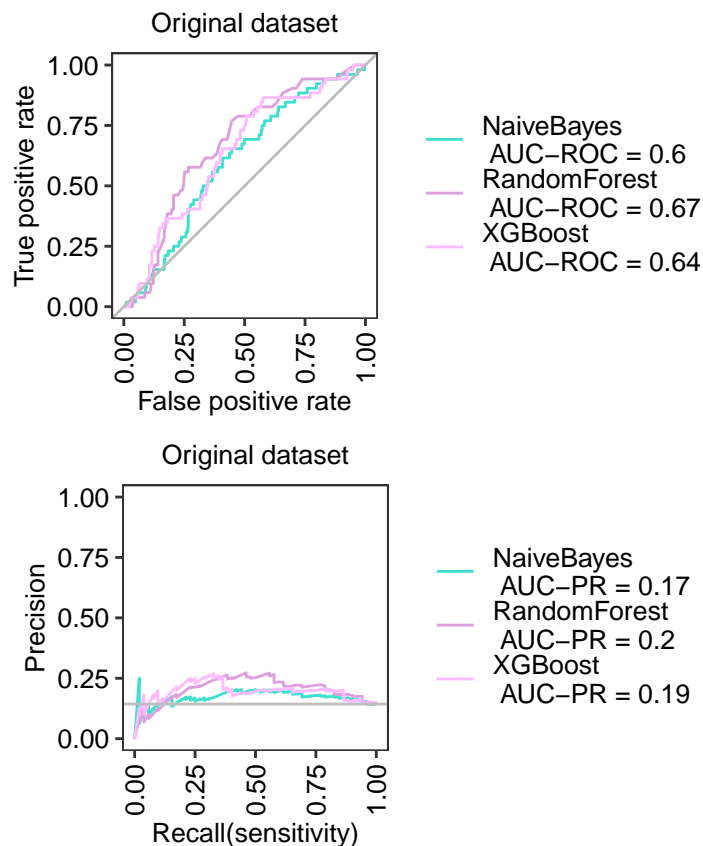 Original dataset
True positive rate
1.00
0.75
0.50
0.25
0.00
0.00
0.25
0.50
0.75
1.00
False positive rate
NaiveBayes
AUC−ROC = 0.6
RandomForest
AUC−ROC = 0.67
XGBoost
AUC−ROC = 0.64
Original dataset
Precision
1.00
0.75
0.50
0.25
0.00
0.00
0.25
0.50
0.75
1.00
Recall(sensitivity)
NaiveBayes
AUC−PR = 0.17
RandomForest
AUC−PR = 0.2
XGBoost
AUC−PR = 0.19